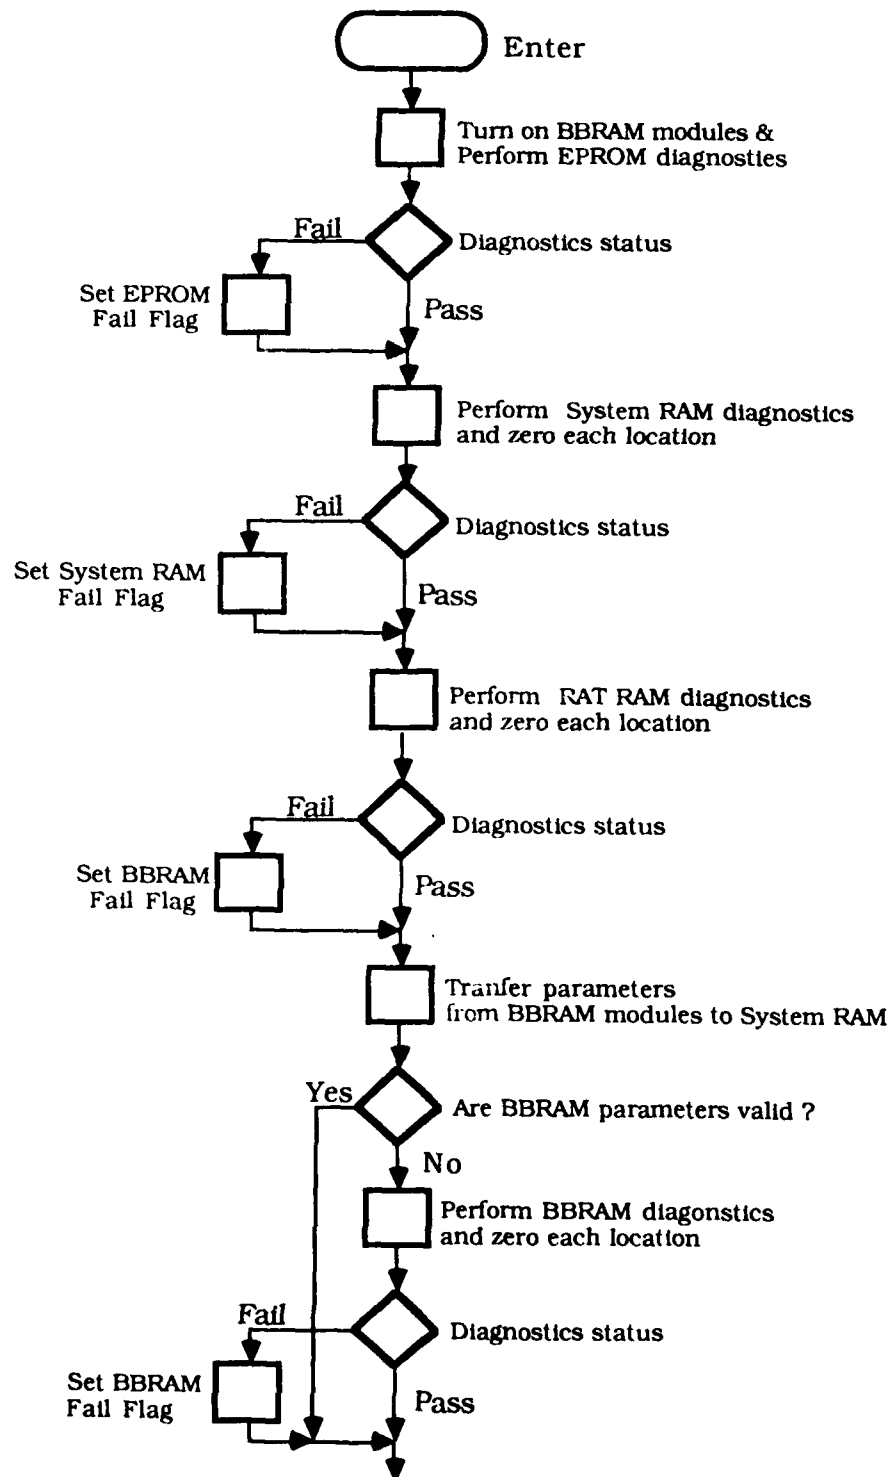 Enter
Turn on BBRAM modules &
Perform EPROM diagnosties
Fail
Diagnostics status
Set EPROM
Fail Flag
Pass
Perform System RAM diagnostics
and zero each location
Fail
Diagnostics status
Set System RAM
Fail Flag
Pass
Perform RAT RAM diagnostics
and zero each location
Fail
Diagnostics status
Set BBRAM
Fail Flag
Pass
Tranfer parameters
from BBRAM modules to System RAM
Yes
Are BBRAM parameters valid ?
No
Perform BBRAM diagonstics
and zero each location
Fail
Diagnostics status
Set BBRAM
Fail Flag
Pass